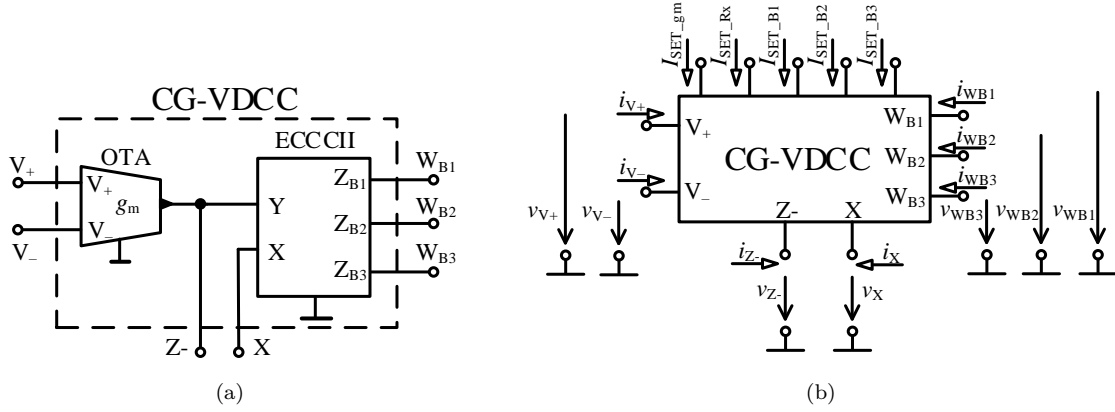 CG-VDCC
OTA
ECCCII
V+
V+
gm
V−
V−
Y
X
ZB1
ZB2
ZB3
WB1
WB2
WB3
Z-
X
(a)
ISET_gm
ISET_Rx
ISET_B1
ISET_B2
ISET_B3
iV+
V+
iV−
V−
CG-VDCC
WB1
WB2
WB3
iWB1
iWB2
iWB3
Z-
X
vV+
vV−
iZ-
iX
vZ-
vX
vWB3
vWB2
vWB1
(b)